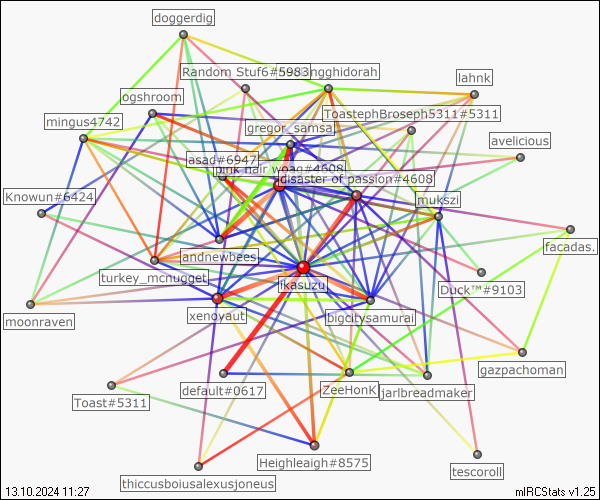 doggerdig
Random Stuf6#5983
ngghidorah
lahnk
ogshroom
ToastephBroseph5311#5311
mingus4742
gregor_samsa
avelicious
asad#6947
pink hair woag#4608
disaster of passion#4608
Knowun#6424
mukszi
facadas.
andnewbees
turkey_mcnugget
ikasuzu
Duck™#9103
moonraven
xenoyaut
bigcitysamurai
gazpachoman
default#0617
ZeeHonK
jarlbreadmaker
Toast#5311
Heighleaigh#8575
thiccusboiusalexusjoneus
tescoroll
13.10.2024 11:27
mIRCStats v1.25